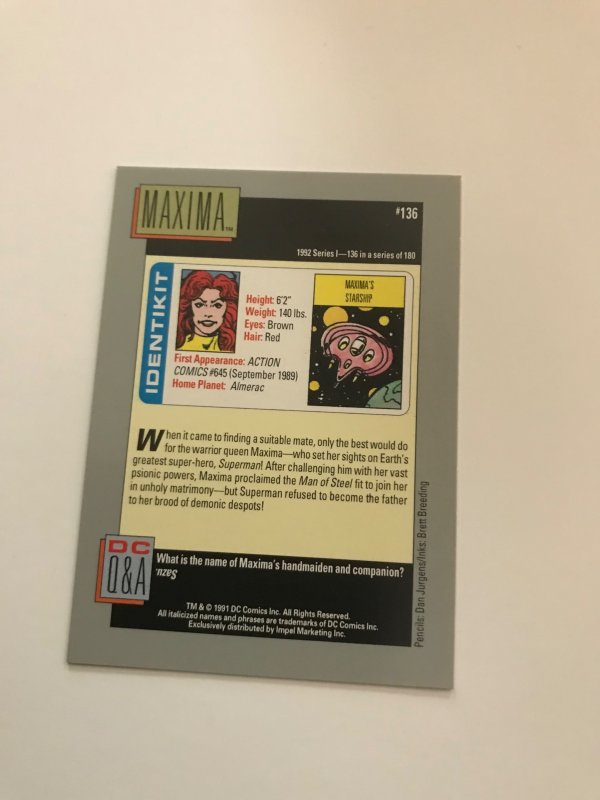 MAXIMA™
#136
1992 Series I—136 in a series of 180
IDENTIKIT
Height: 6'2"
Weight: 140 lbs.
Eyes: Brown
Hair: Red
First Appearance: ACTION
COMICS #645 (September 1989)
Home Planet: Almerac
MAXIMA'S
STARSHIP
When it came to finding a suitable mate, only the best would do
for the warrior queen Maxima—who set her sights on Earth's
greatest super-hero, Superman! After challenging him with her vast
psionic powers, Maxima proclaimed the Man of Steel fit to join her
in unholy matrimony—but Superman refused to become the father
to her brood of demonic despots!
DC
Q&A
What is the name of Maxima's handmaiden and companion?
Sazu.
TM & © 1991 DC Comics Inc. All Rights Reserved.
All italicized names and phrases are trademarks of DC Comics Inc.
Exclusively distributed by Impel Marketing Inc.
Pencils: Dan Jurgens/Inks: Brett Breeding